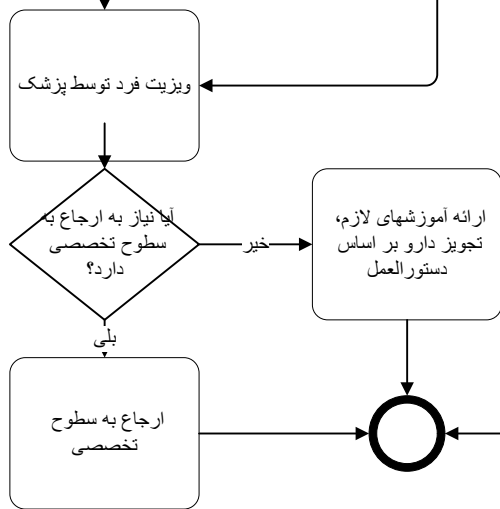 ویزیت فرد توسط پزشک
آیا نیاز به ارجاع به
سطوح تخصصی
دارد؟
خیر
ارائه آموزشهای لازم،
تجویز دارو بر اساس
دستورالعمل
بلی
ارجاع به سطوح
تخصصی